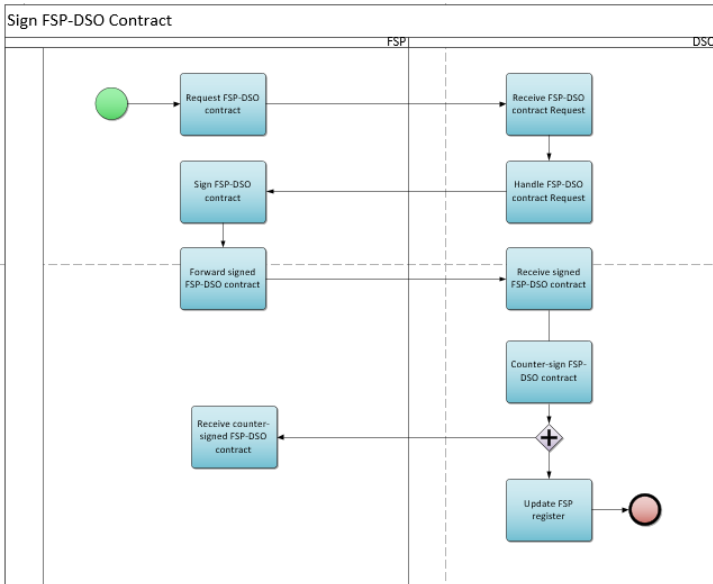 Sign FSP-DSO Contract
FSP
DSO
Request FSP-DSO
contract
Receive FSP-DSO
contract Request
Sign FSP-DSO
contract
Handle FSP-DSO
contract Request
Forward signed
FSP-DSO contract
Receive signed
FSP-DSO contract
Counter-sign FSP-
DSO contract
Receive counter-
signed FSP-DSO
contract
Update FSP
register